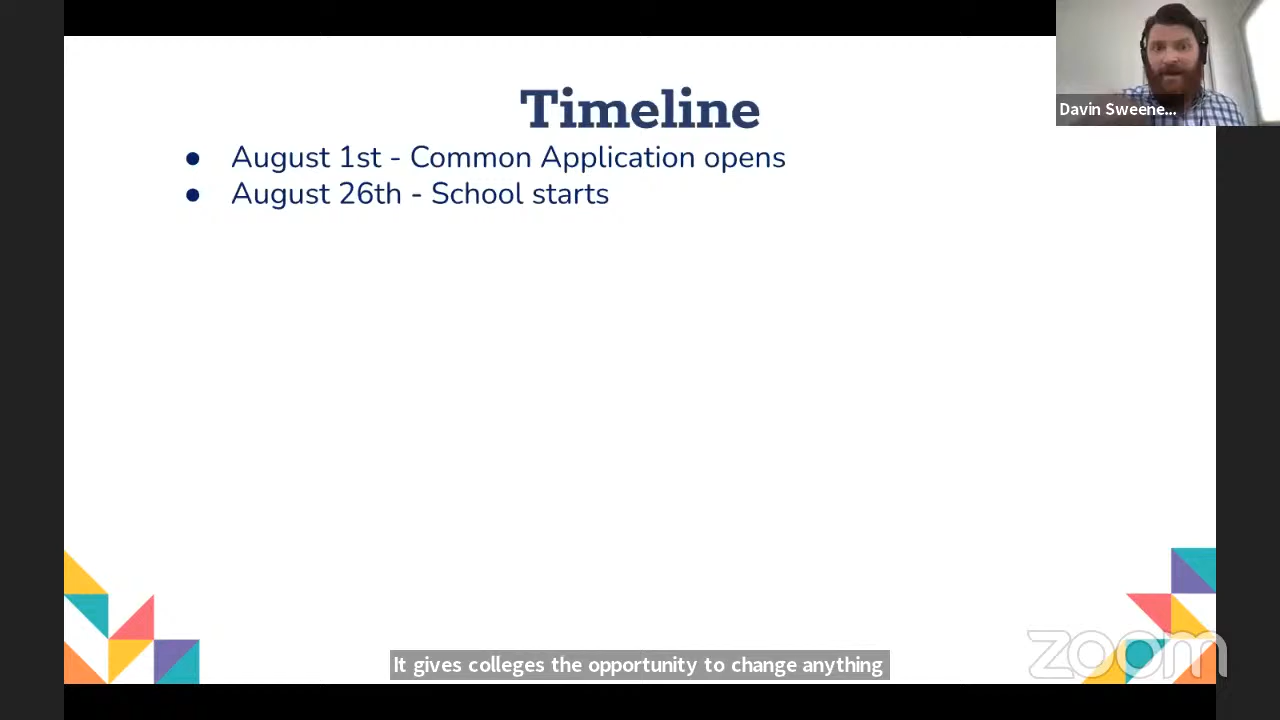 Timeline
Davin Sweene...
● August 1st - Common Application opens
● August 26th - School starts
It gives colleges the opportunity to change anything
zoom